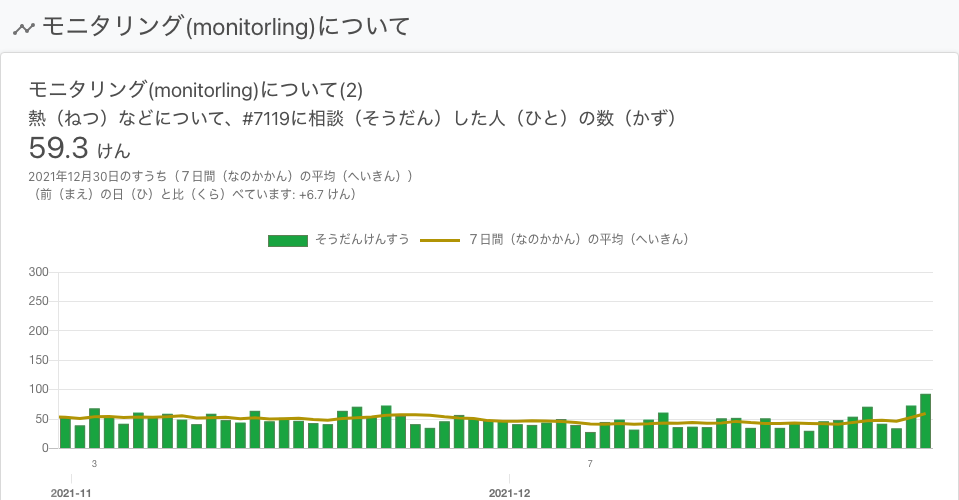 モニタリング(monitorling)について
モニタリング(monitorling)について(2)
熱（ねつ）などについて、#7119に相談（そうだん）した人（ひと）の数（かず）
59.3 けん
2021年12月30日のすうち（７日間（なのかかん）の平均（へいきん））
（前（まえ）の日（ひ）と比（くら）べています: +6.7 けん）
そうだんけんすう ７日間（なのかかん）の平均（へいきん）
300
250
200
150
100
50
0
3 7
2021-11 2021-12